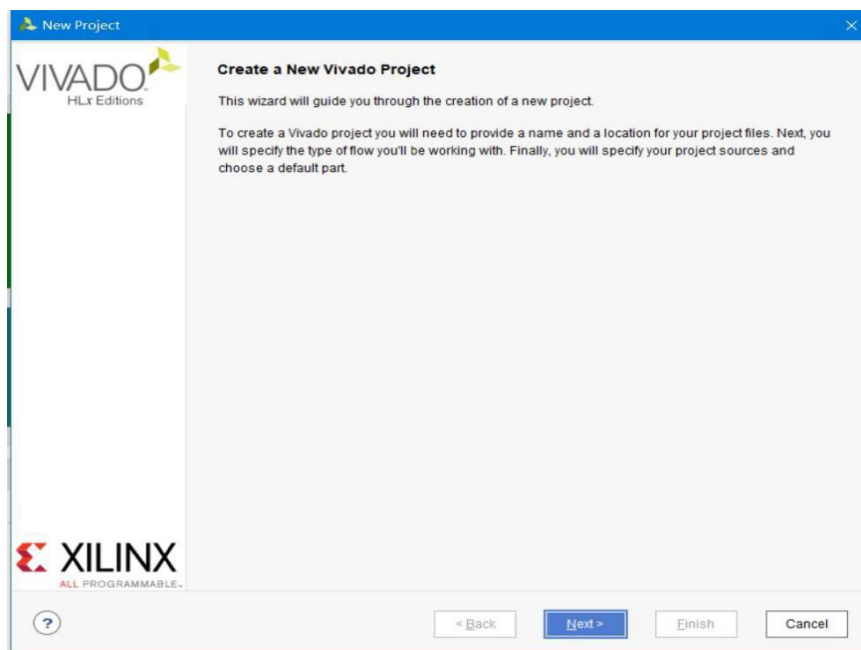 New Project
VIVADO.
HLx Editions
Create a New Vivado Project
This wizard will guide you through the creation of a new project.
To create a Vivado project you will need to provide a name and a location for your project files. Next, you
will specify the type of flow you'll be working with. Finally, you will specify your project sources and
choose a default part.
XILINX
ALL PROGRAMMABLE.
?
< Back
Next >
Finish
Cancel